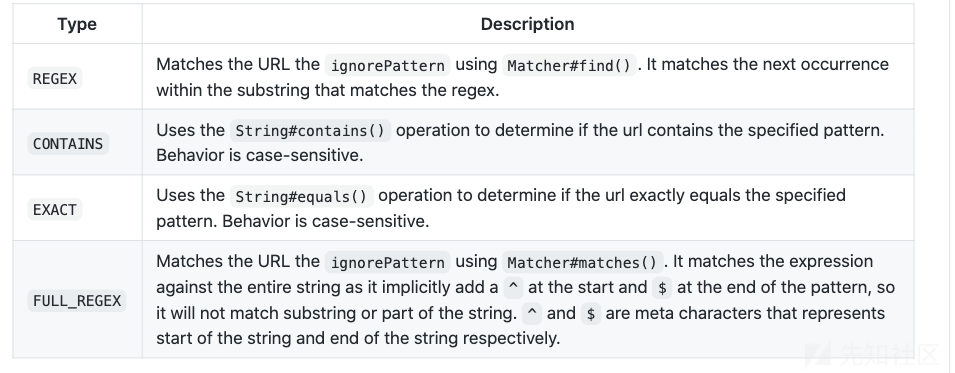 Type Description
REGEX
Matches the URL the ignorePattern using Matcher#find(). It matches the next occurrence
within the substring that matches the regex.
CONTAINS
Uses the String#contains() operation to determine if the url contains the specified pattern.
Behavior is case-sensitive.
EXACT
Uses the String#equals() operation to determine if the url exactly equals the specified
pattern. Behavior is case-sensitive.
FULL_REGEX
Matches the URL the ignorePattern using Matcher#matches(). It matches the expression
against the entire string as it implicitly add a ^ at the start and $ at the end of the pattern, so
it will not match substring or part of the string. ^ and $ are meta characters that represents
start of the string and end of the string respectively.
先知社区